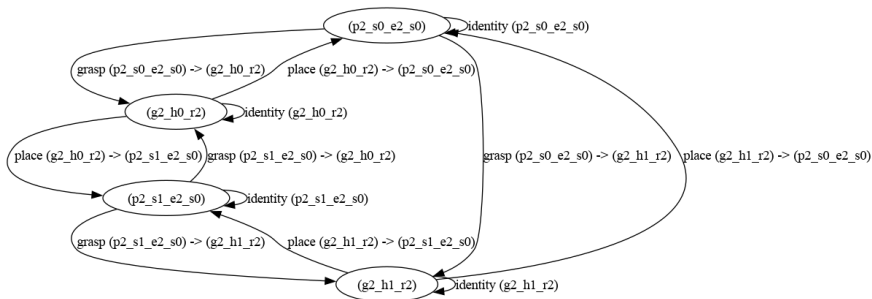 (p2_s0_e2_s0)
identity (p2_s0_e2_s0)
grasp (p2_s0_e2_s0) -> (g2_h0_r2)
place (g2_h0_r2) -> (p2_s0_e2_s0)
(g2_h0_r2)
identity (g2_h0_r2)
place (g2_h0_r2) -> (p2_s1_e2_s0)
grasp (p2_s1_e2_s0) -> (g2_h0_r2)
grasp (p2_s0_e2_s0) -> (g2_h1_r2)
place (g2_h1_r2) -> (p2_s0_e2_s0)
(p2_s1_e2_s0)
identity (p2_s1_e2_s0)
grasp (p2_s1_e2_s0) -> (g2_h1_r2)
place (g2_h1_r2) -> (p2_s1_e2_s0)
(g2_h1_r2)
identity (g2_h1_r2)